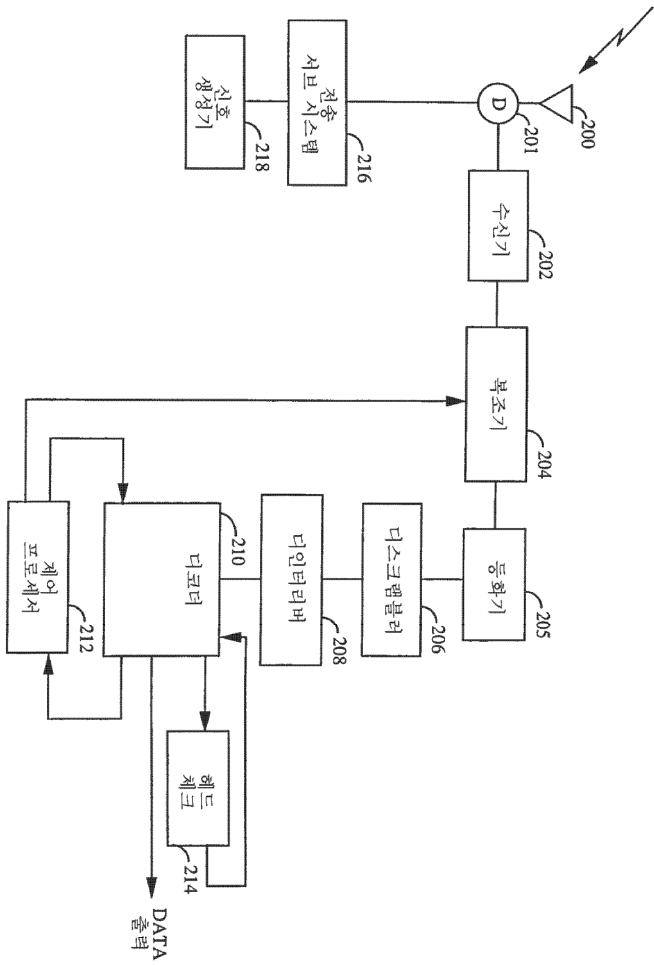 200
D
201
수신기
202
복조기
204
등화기
205
디스크램블러
206
디인터리버
208
디코더
210
제어
프로세서
212
헤드
체크
214
전송
서브 시스템
216
신호
생성기
218
DATA
출력